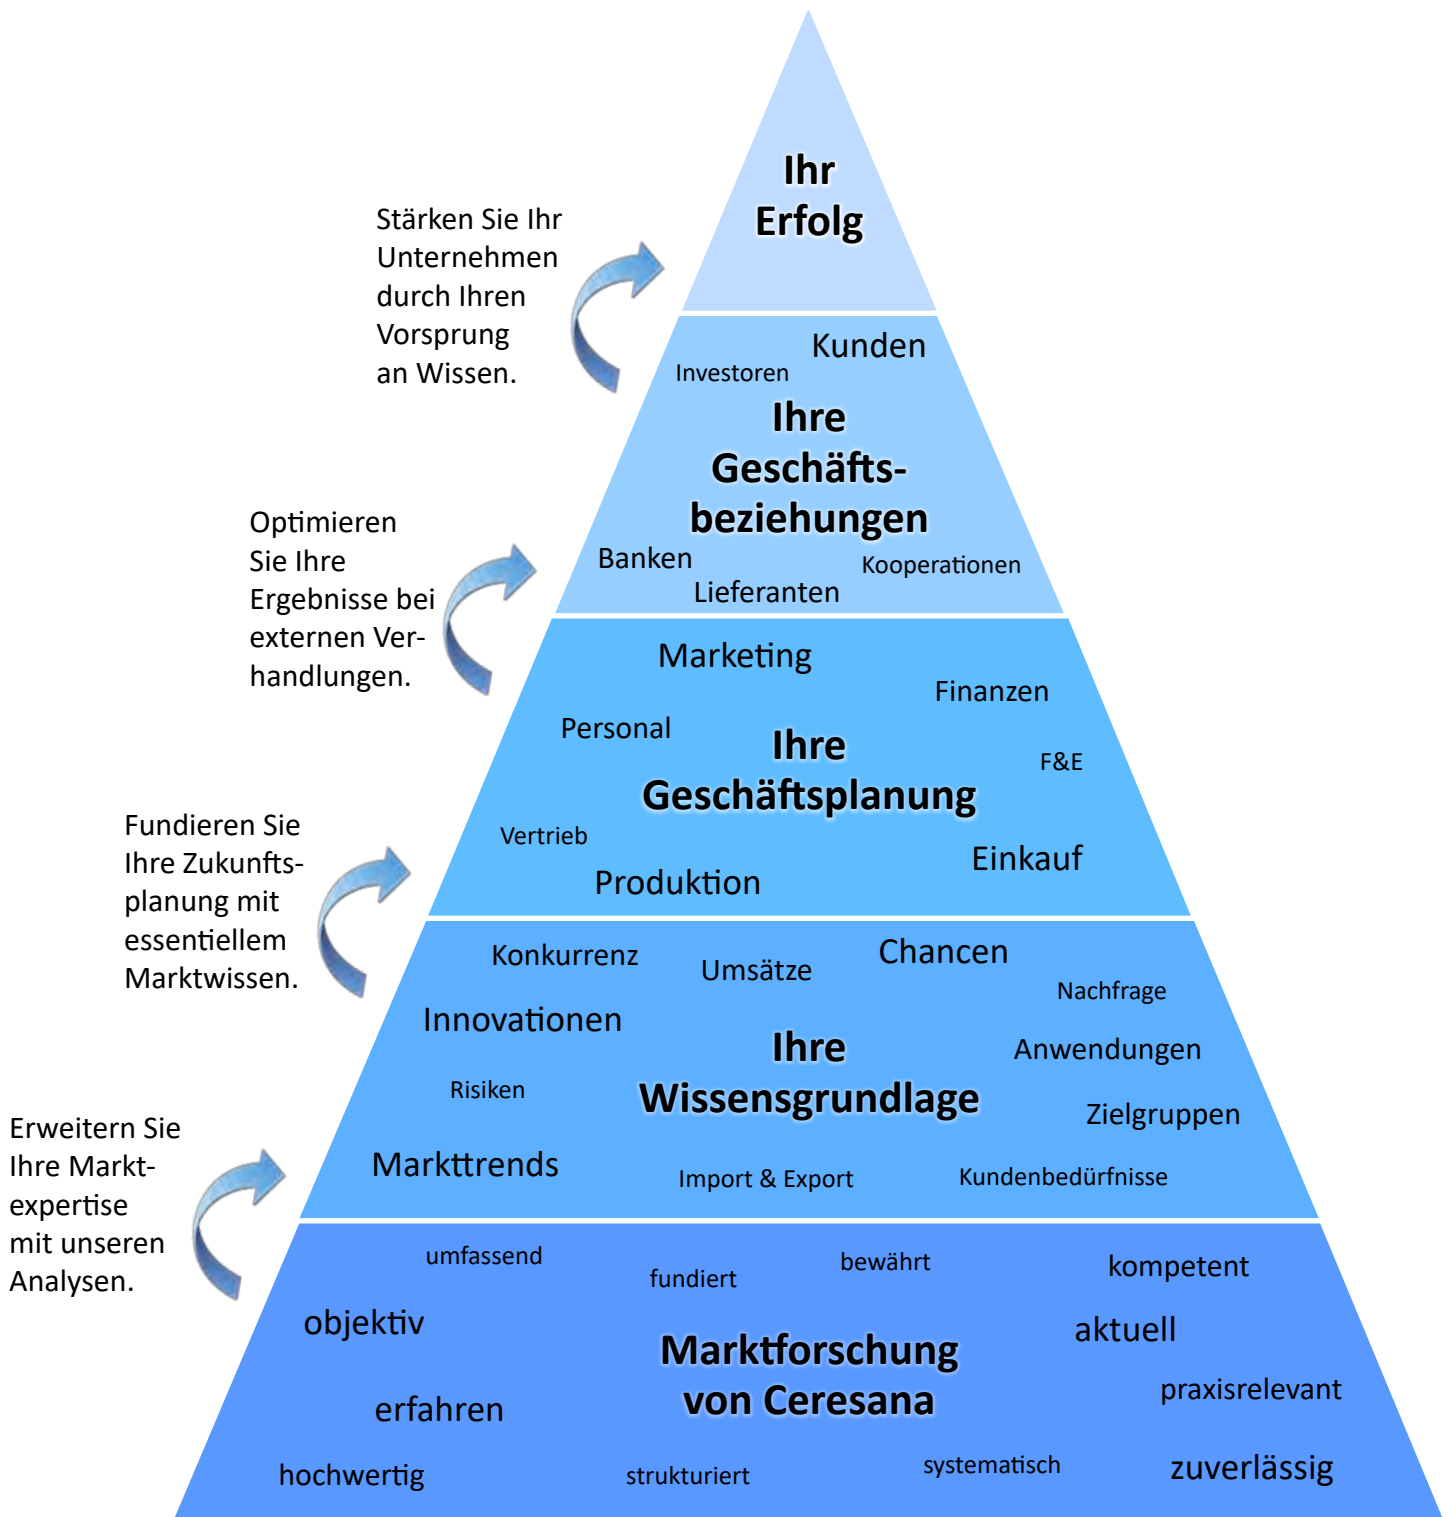 Ihr
Erfolg
Stärken Sie Ihr
Unternehmen
durch Ihren
Vorsprung
an Wissen.
Kunden
Investoren
Ihre
Geschäfts-
beziehungen
Banken
Kooperationen
Lieferanten
Optimieren
Sie Ihre
Ergebnisse bei
externen Ver-
handlungen.
Marketing
Finanzen
Personal
Ihre
Geschäftsplanung
F&E
Vertrieb
Einkauf
Produktion
Fundieren Sie
Ihre Zukunfts-
planung mit
essentiellem
Marktwissen.
Konkurrenz
Umsätze
Chancen
Nachfrage
Innovationen
Ihre
Wissensgrundlage
Anwendungen
Risiken
Zielgruppen
Markttrends
Import & Export
Kundenbedürfnisse
Erweitern Sie
Ihre Markt-
expertise
mit unseren
Analysen.
umfassend
fundiert
bewährt
kompetent
objektiv
aktuell
Marktforschung
von Ceresana
praxisrelevant
erfahren
hochwertig
strukturiert
systematisch
zuverlässig